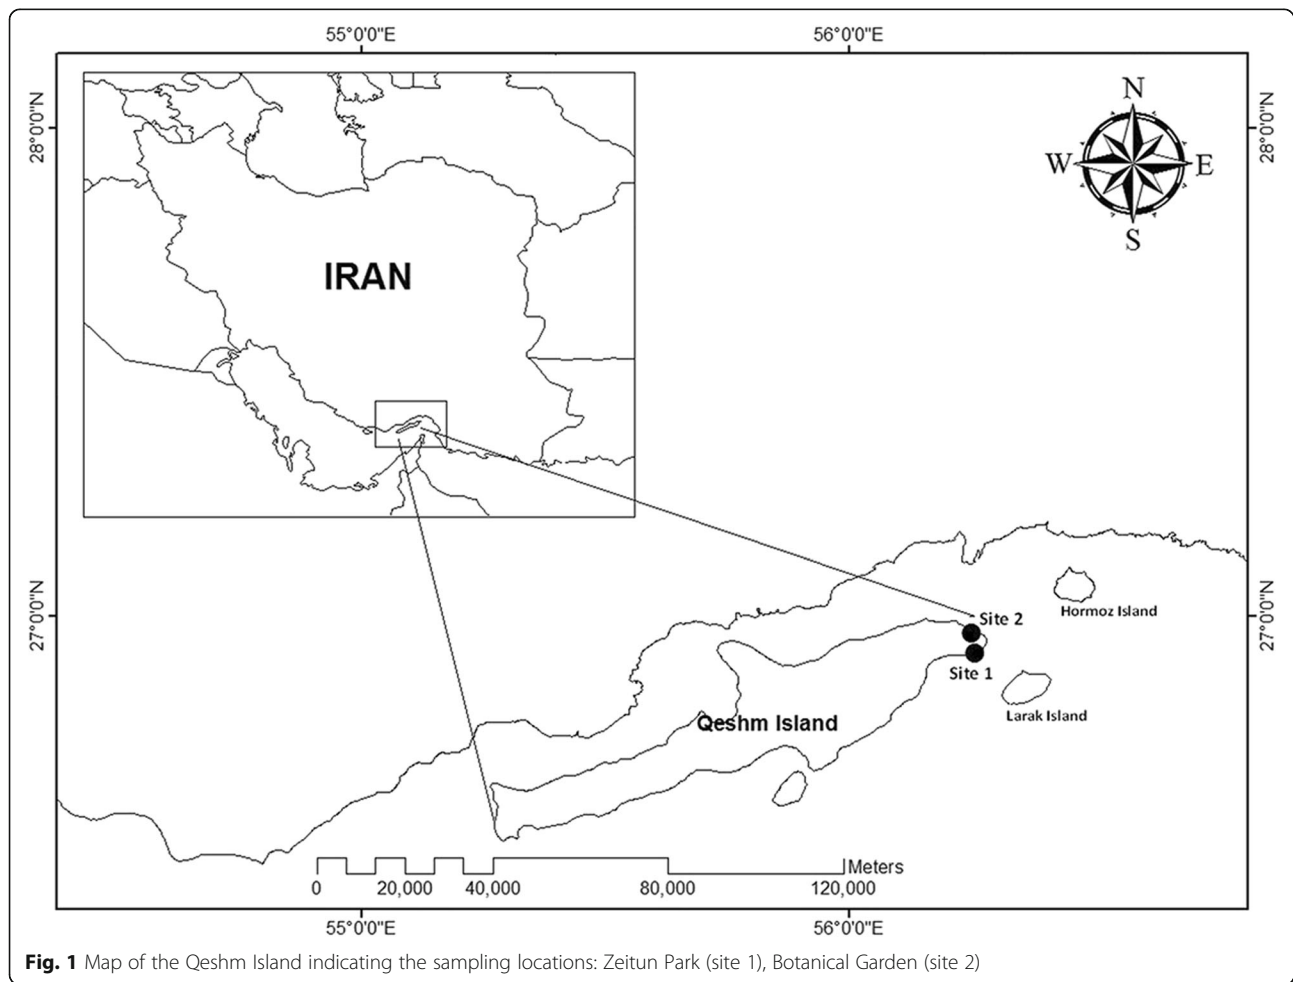 55°0'0"E 56°0'0"E
28°0'0"N 28°0'0"N
N
W E
S
IRAN
27°0'0"N 27°0'0"N
Hormoz Island
Site 2
Site 1
Larak Island
Qeshm Island
Meters
0 20,000 40,000 80,000 120,000
55°0'0"E 56°0'0"E
Fig. 1 Map of the Qeshm Island indicating the sampling locations: Zeitun Park (site 1), Botanical Garden (site 2)